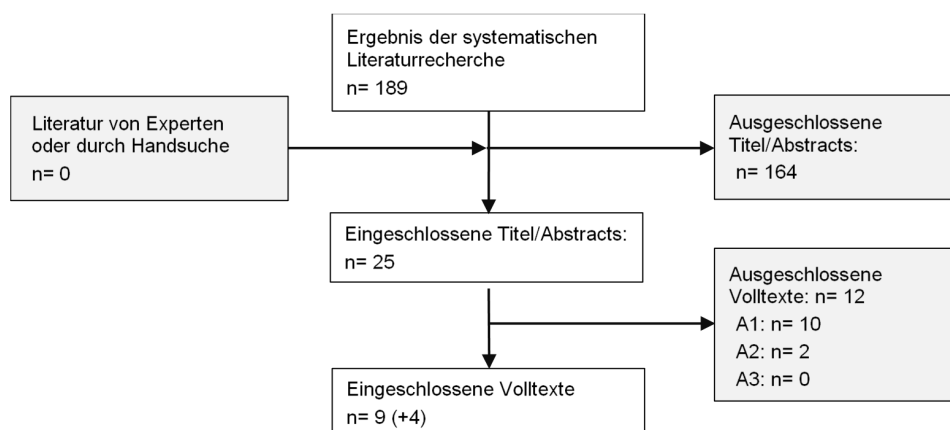 Ergebnis der systematischen
Literaturrecherche
n= 189
Literatur von Experten
oder durch Handsuche
n= 0
Ausgeschlossene
Titel/Abstracts:
n= 164
Eingeschlossene Titel/Abstracts:
n= 25
Ausgeschlossene
Volltexte: n= 12
A1: n= 10
A2: n= 2
A3: n= 0
Eingeschlossene Volltexte
n= 9 (+4)